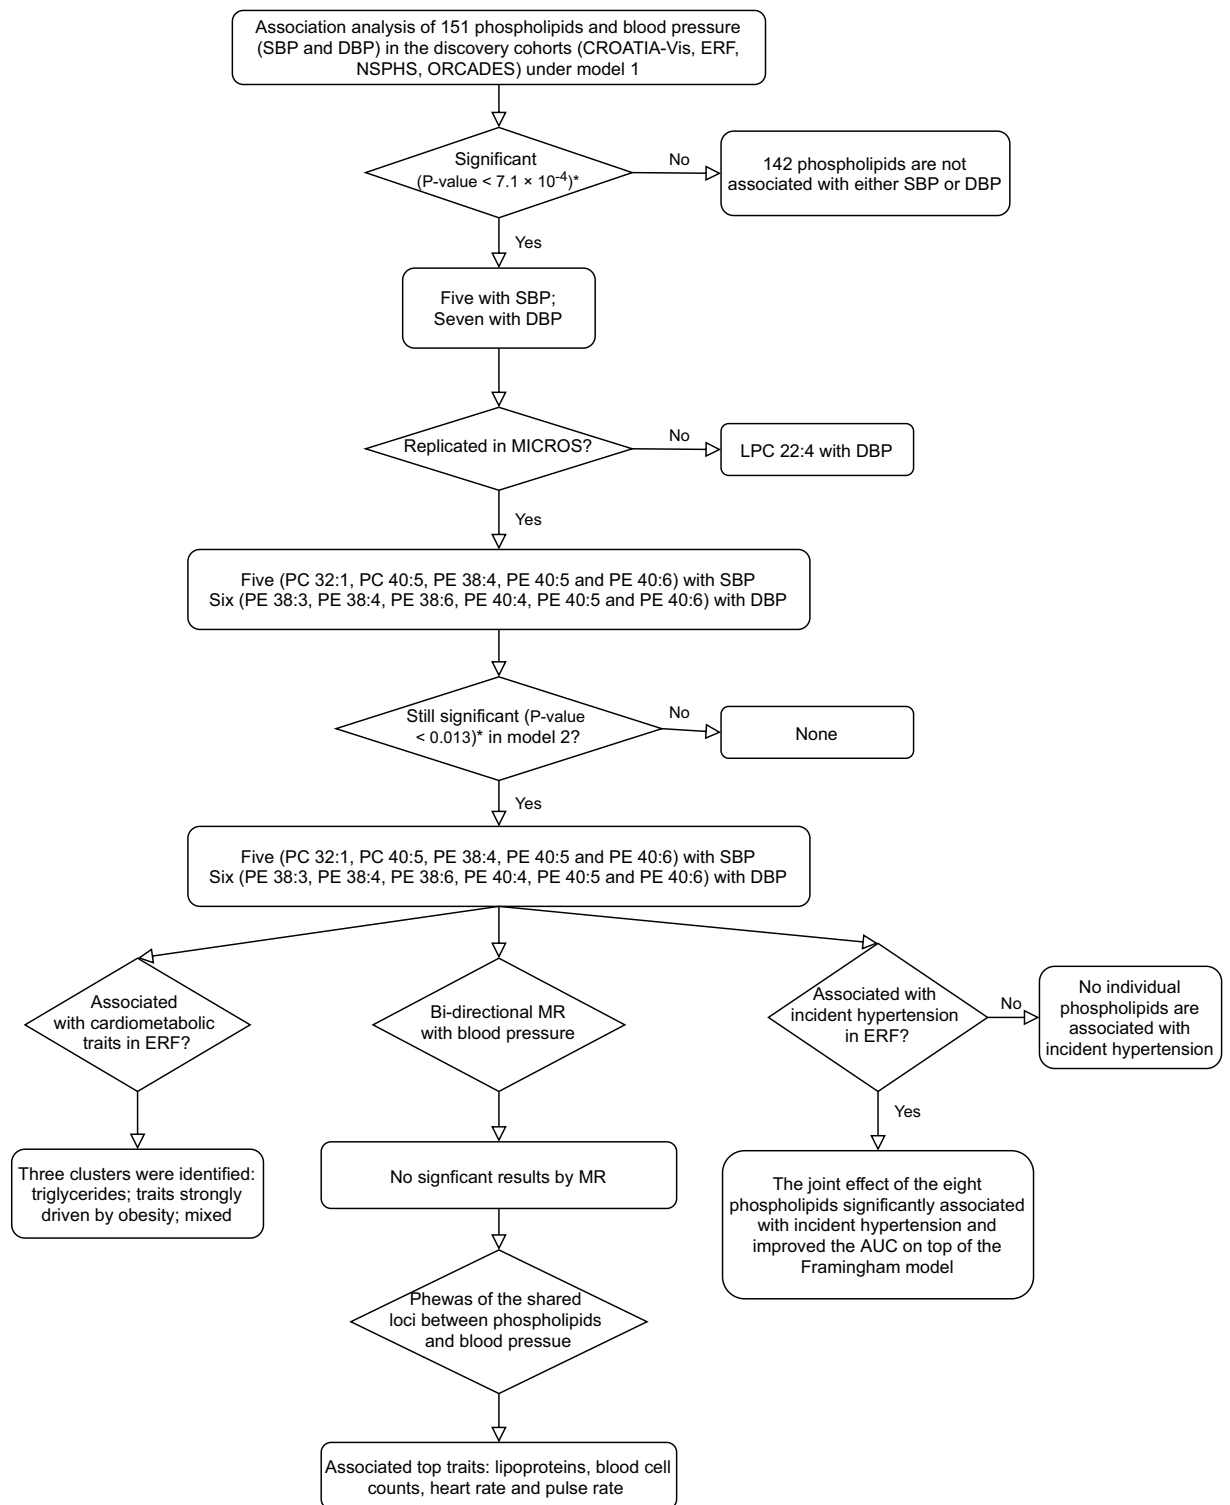 Association analysis of 151 phospholipids and blood pressure
(SBP and DBP) in the discovery cohorts (CROATIA-Vis, ERF,
NSPHS, ORCADES) under model 1
Significant
(P-value < 7.1 × 10-4)*
No
142 phospholipids are not
associated with either SBP or DBP
Yes
Five with SBP;
Seven with DBP
Replicated in MICROS?
No
LPC 22:4 with DBP
Yes
Five (PC 32:1, PC 40:5, PE 38:4, PE 40:5 and PE 40:6) with SBP
Six (PE 38:3, PE 38:4, PE 38:6, PE 40:4, PE 40:5 and PE 40:6) with DBP
Still significant (P-value
< 0.013)* in model 2?
No
None
Yes
Five (PC 32:1, PC 40:5, PE 38:4, PE 40:5 and PE 40:6) with SBP
Six (PE 38:3, PE 38:4, PE 38:6, PE 40:4, PE 40:5 and PE 40:6) with DBP
Associated
with cardiometabolic
traits in ERF?
Bi-directional MR
with blood pressure
Associated with
incident hypertension
in ERF?
No
No individual
phospholipids are
associated with
incident hypertension
Yes
Three clusters were identified:
triglycerides; traits strongly
driven by obesity; mixed
No signficant results by MR
The joint effect of the eight
phospholipids significantly associated
with incident hypertension and
improved the AUC on top of the
Framingham model
Phewas of the shared
loci between phospholipids
and blood pressue
Associated top traits: lipoproteins, blood cell
counts, heart rate and pulse rate